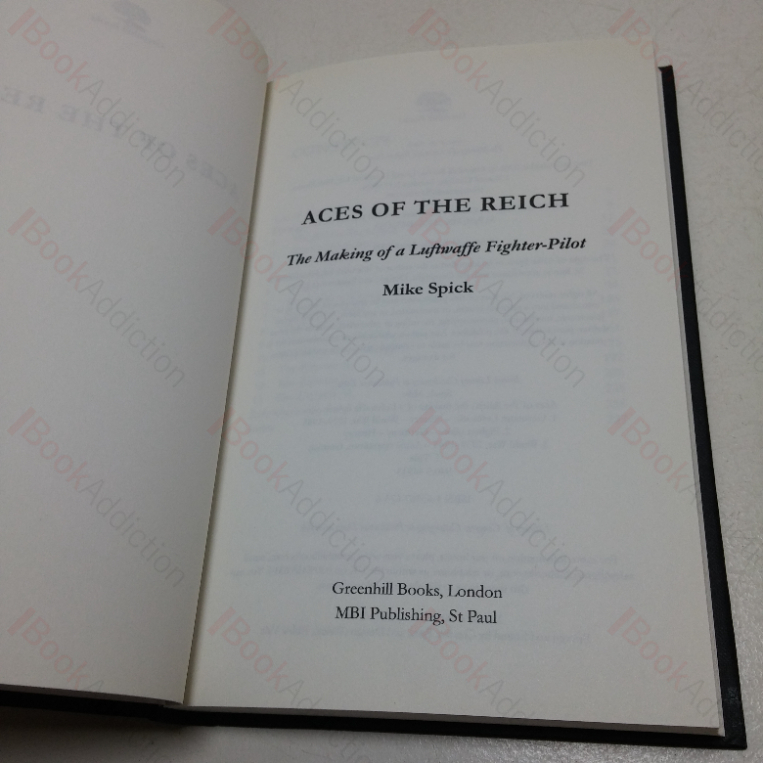 ACES OF THE REICH
The Making of a Luftwaffe Fighter-Pilot
Mike Spick
Greenhill Books, London
MBI Publishing, St Paul
BookAddiction